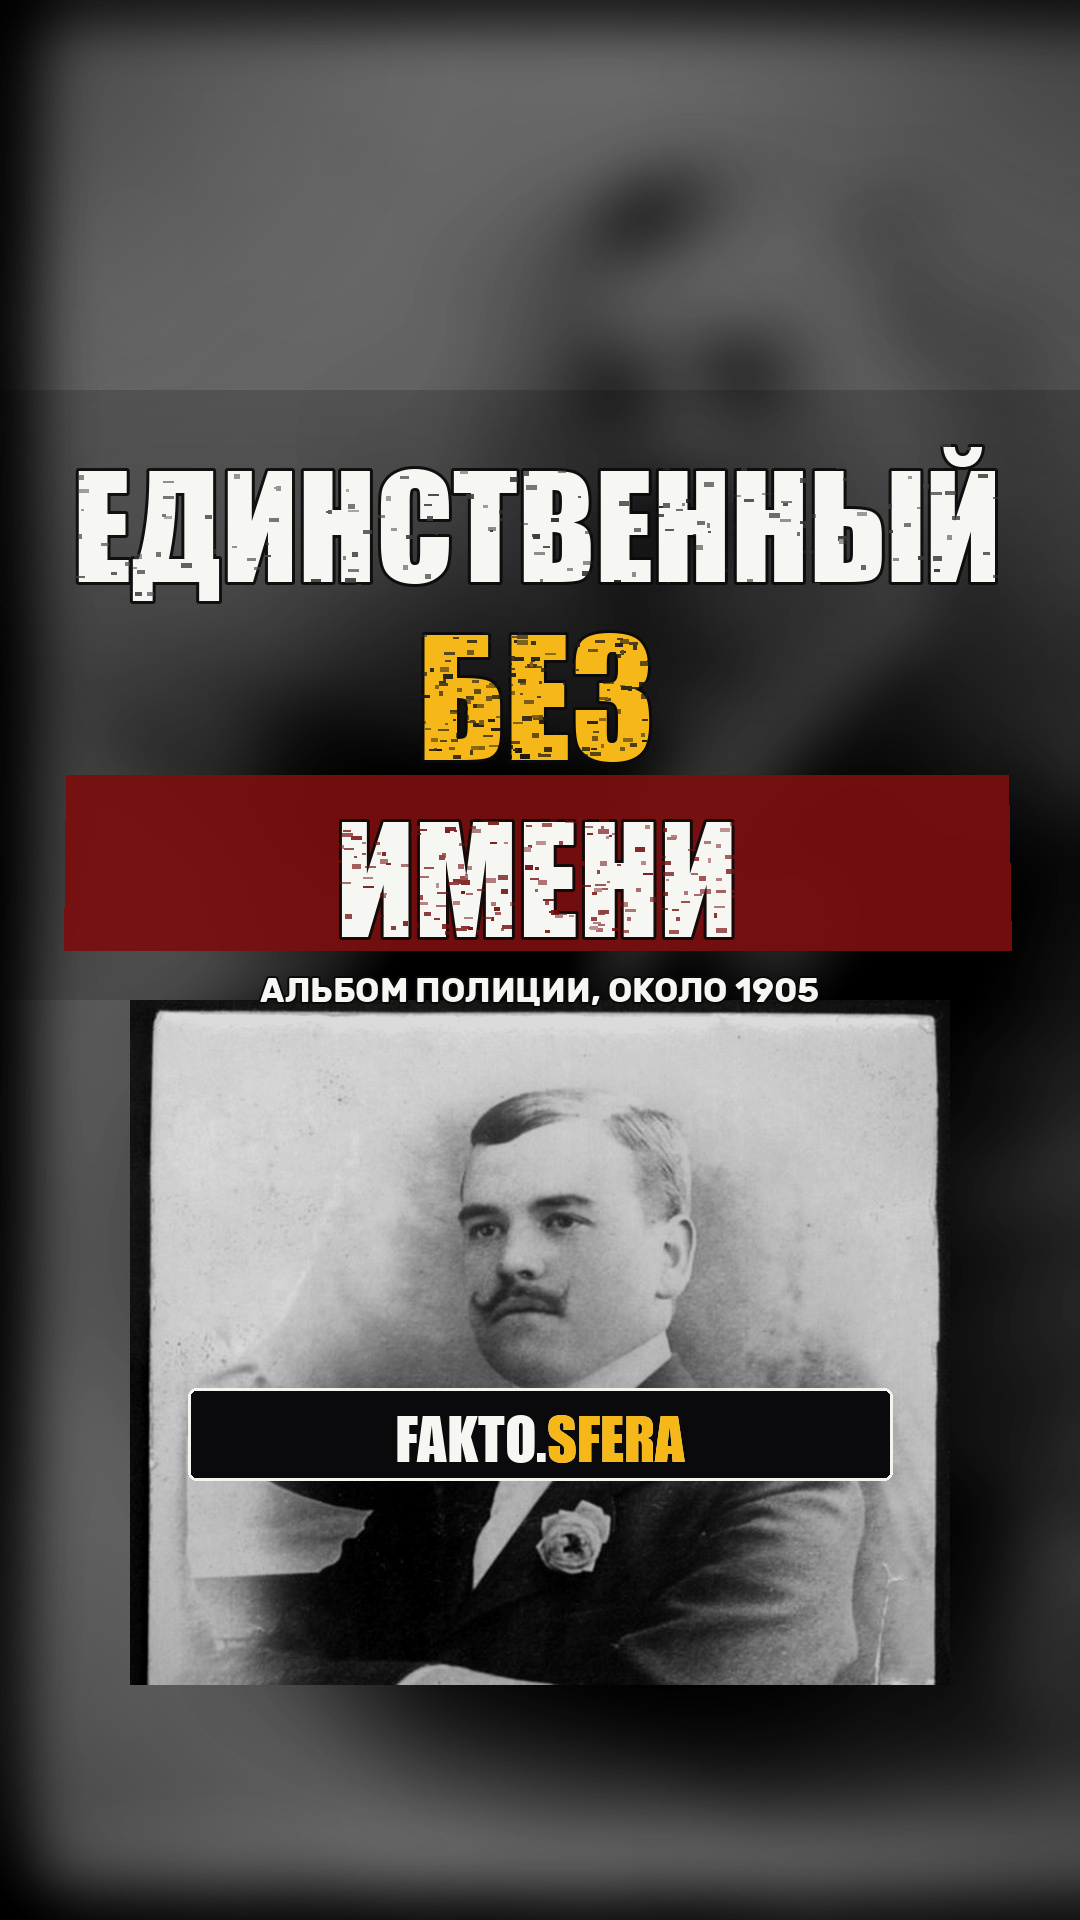 ЕДИНСТВЕННЫЙ
БЕЗ
ИМЕНИ
АЛЬБОМ ПОЛИЦИИ, ОКОЛО 1905
FAKTO.SFERA